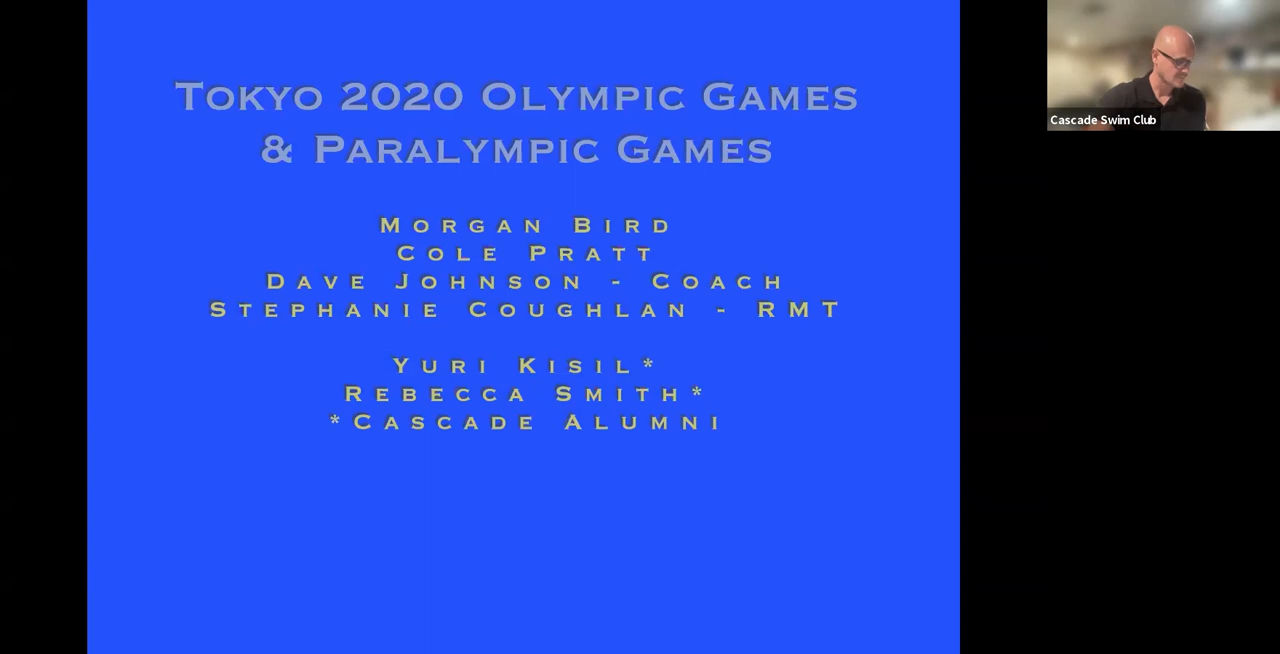 Tokyo 2020 Olympic Games
& Paralympic Games
Morgan Bird
Cole Pratt
Dave Johnson - Coach
Stephanie Coughlan - RMT
Yuri Kisil*
Rebecca Smith*
*Cascade Alumni
Cascade Swim Club